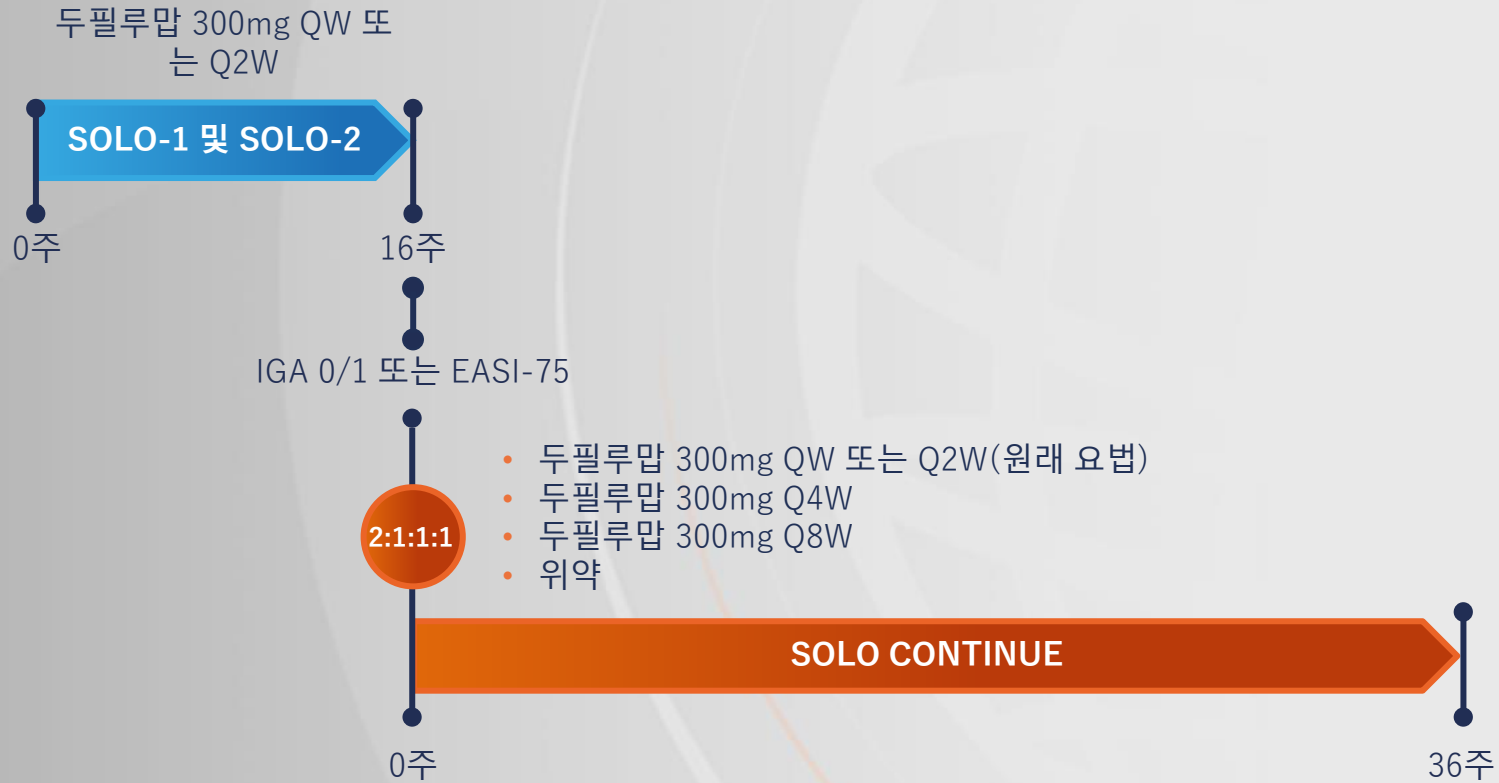 두필루맙 300mg QW 또
는 Q2W
SOLO-1 및 SOLO-2
0주
16주
IGA 0/1 또는 EASI-75
• 두필루맙 300mg QW 또는 Q2W(원래 요법)
• 두필루맙 300mg Q4W
• 두필루맙 300mg Q8W
• 위약
2:1:1:1
SOLO CONTINUE
0주
36주